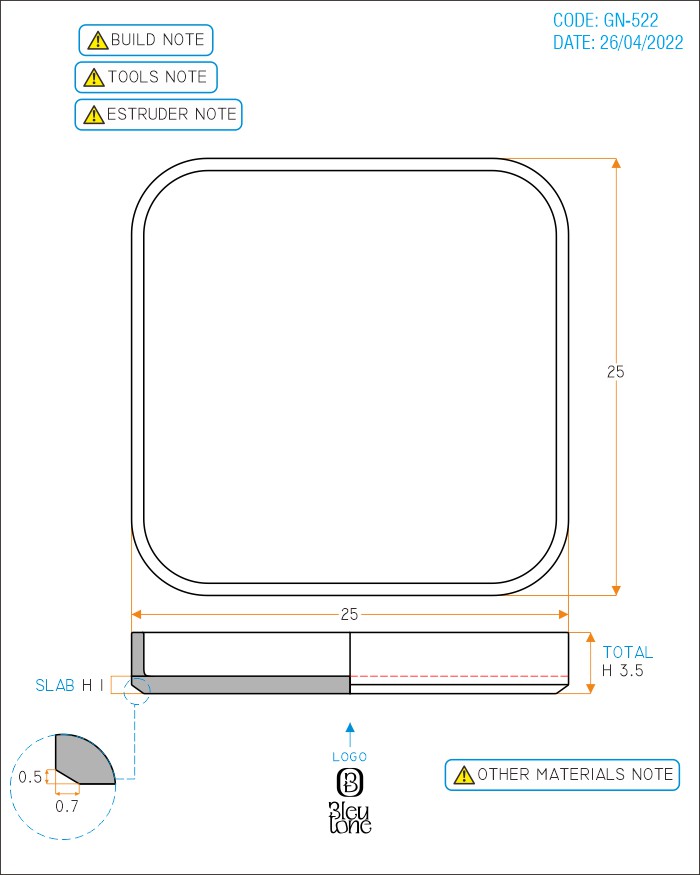 CODE: GN-522
DATE: 26/04/2022
BUILD NOTE
TOOLS NOTE
ESTRUDER NOTE
25
25
TOTAL
H 3.5
SLAB H 1
0.5
0.7
LOGO
B
Bleu
tone
OTHER MATERIALS NOTE